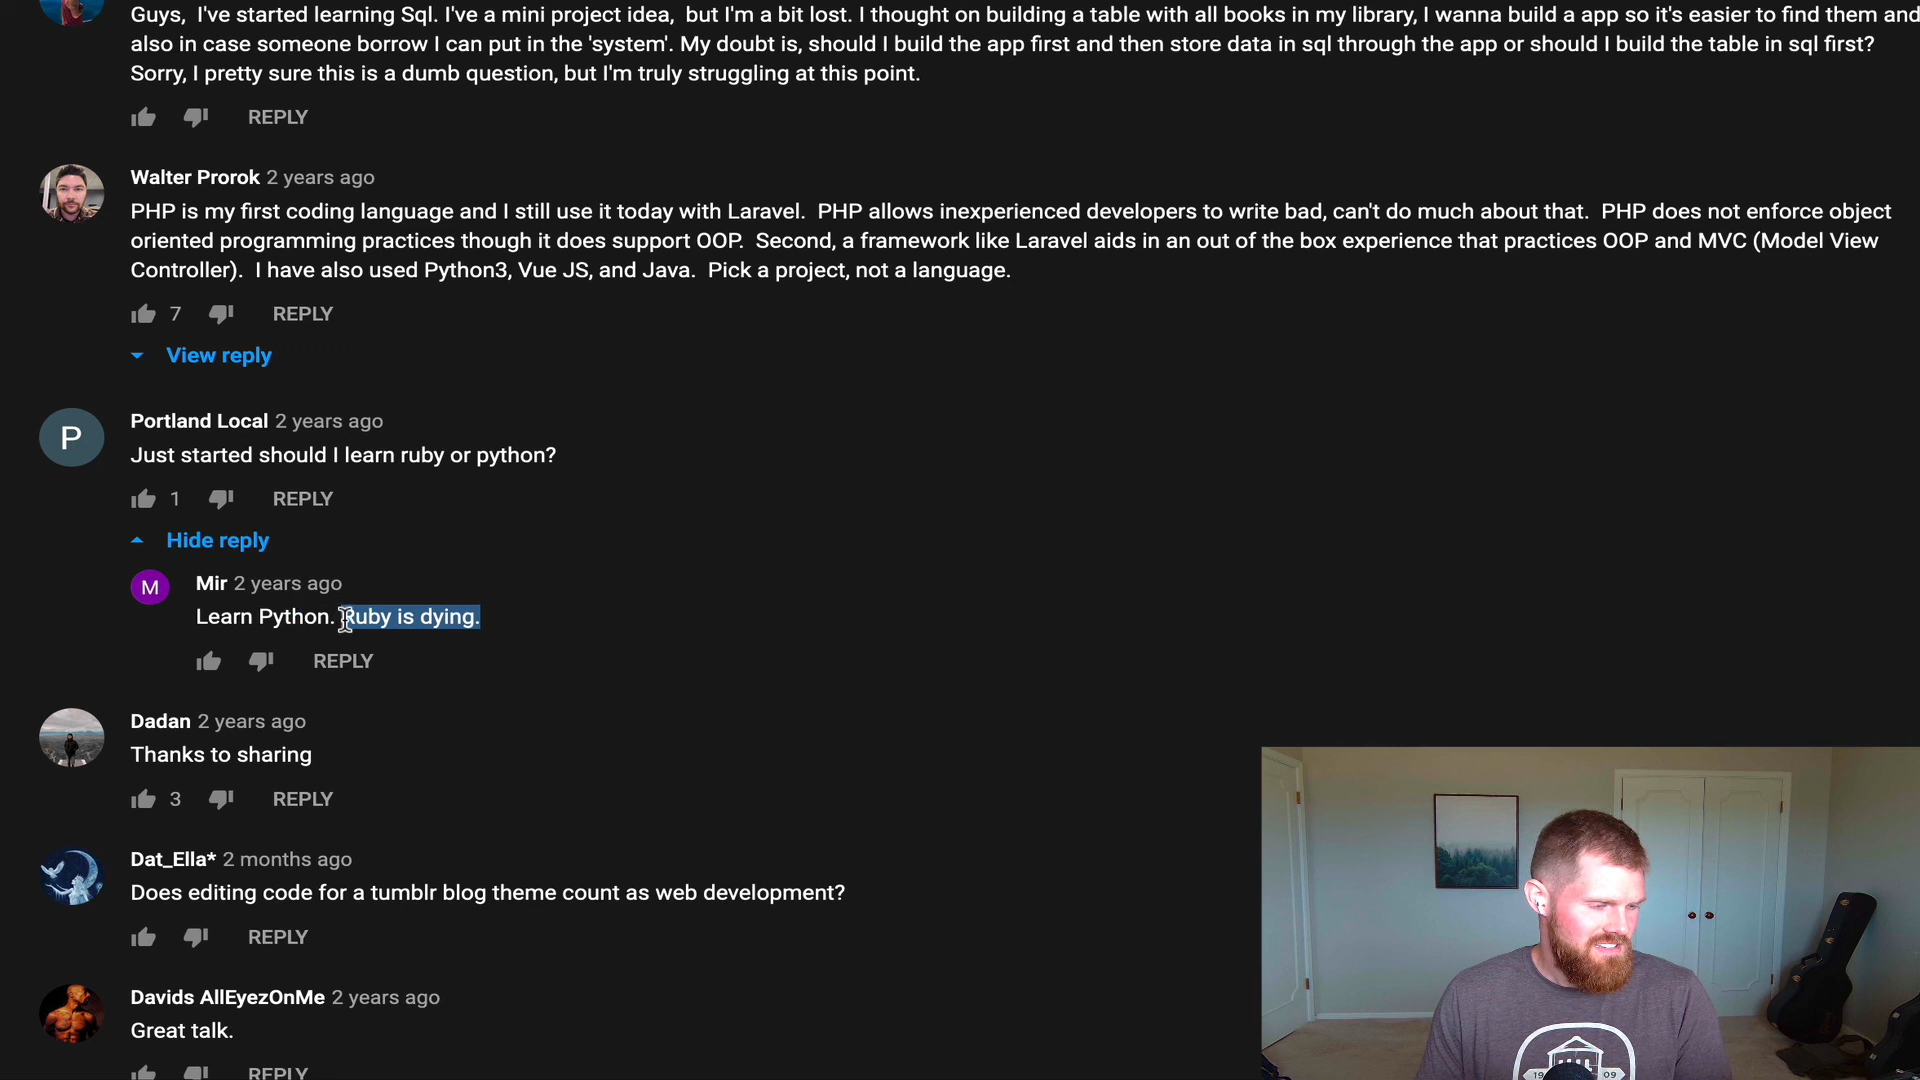 Guys,  I've started learning Sql. I've a mini project idea,  but I'm a bit lost. I thought on building a table with all books in my library, I wanna build a app so it's easier to find them and
also in case someone borrow I can put in the 'system'. My doubt is, should I build the app first and then store data in sql through the app or should I build the table in sql first?
Sorry, I pretty sure this is a dumb question, but I'm truly struggling at this point.
REPLY
Walter Prorok 2 years ago
PHP is my first coding language and I still use it today with Laravel.  PHP allows inexperienced developers to write bad, can't do much about that.  PHP does not enforce object
oriented programming practices though it does support OOP.  Second, a framework like Laravel aids in an out of the box experience that practices OOP and MVC (Model View
Controller).  I have also used Python3, Vue JS, and Java.  Pick a project, not a language.
7 REPLY
View reply
P
Portland Local 2 years ago
Just started should I learn ruby or python?
1 REPLY
Hide reply
M
Mir 2 years ago
Learn Python. Ruby is dying.
REPLY
Dadan 2 years ago
Thanks to sharing
3 REPLY
Dat_Ella* 2 months ago
Does editing code for a tumblr blog theme count as web development?
REPLY
Davids AllEyezOnMe 2 years ago
Great talk.
REPLY
19 09